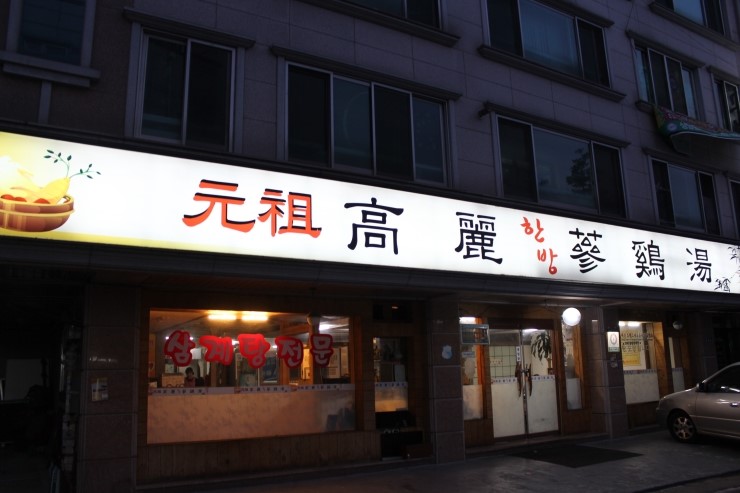 元祖 高麗 한방 蔘鷄湯
삼계탕전문